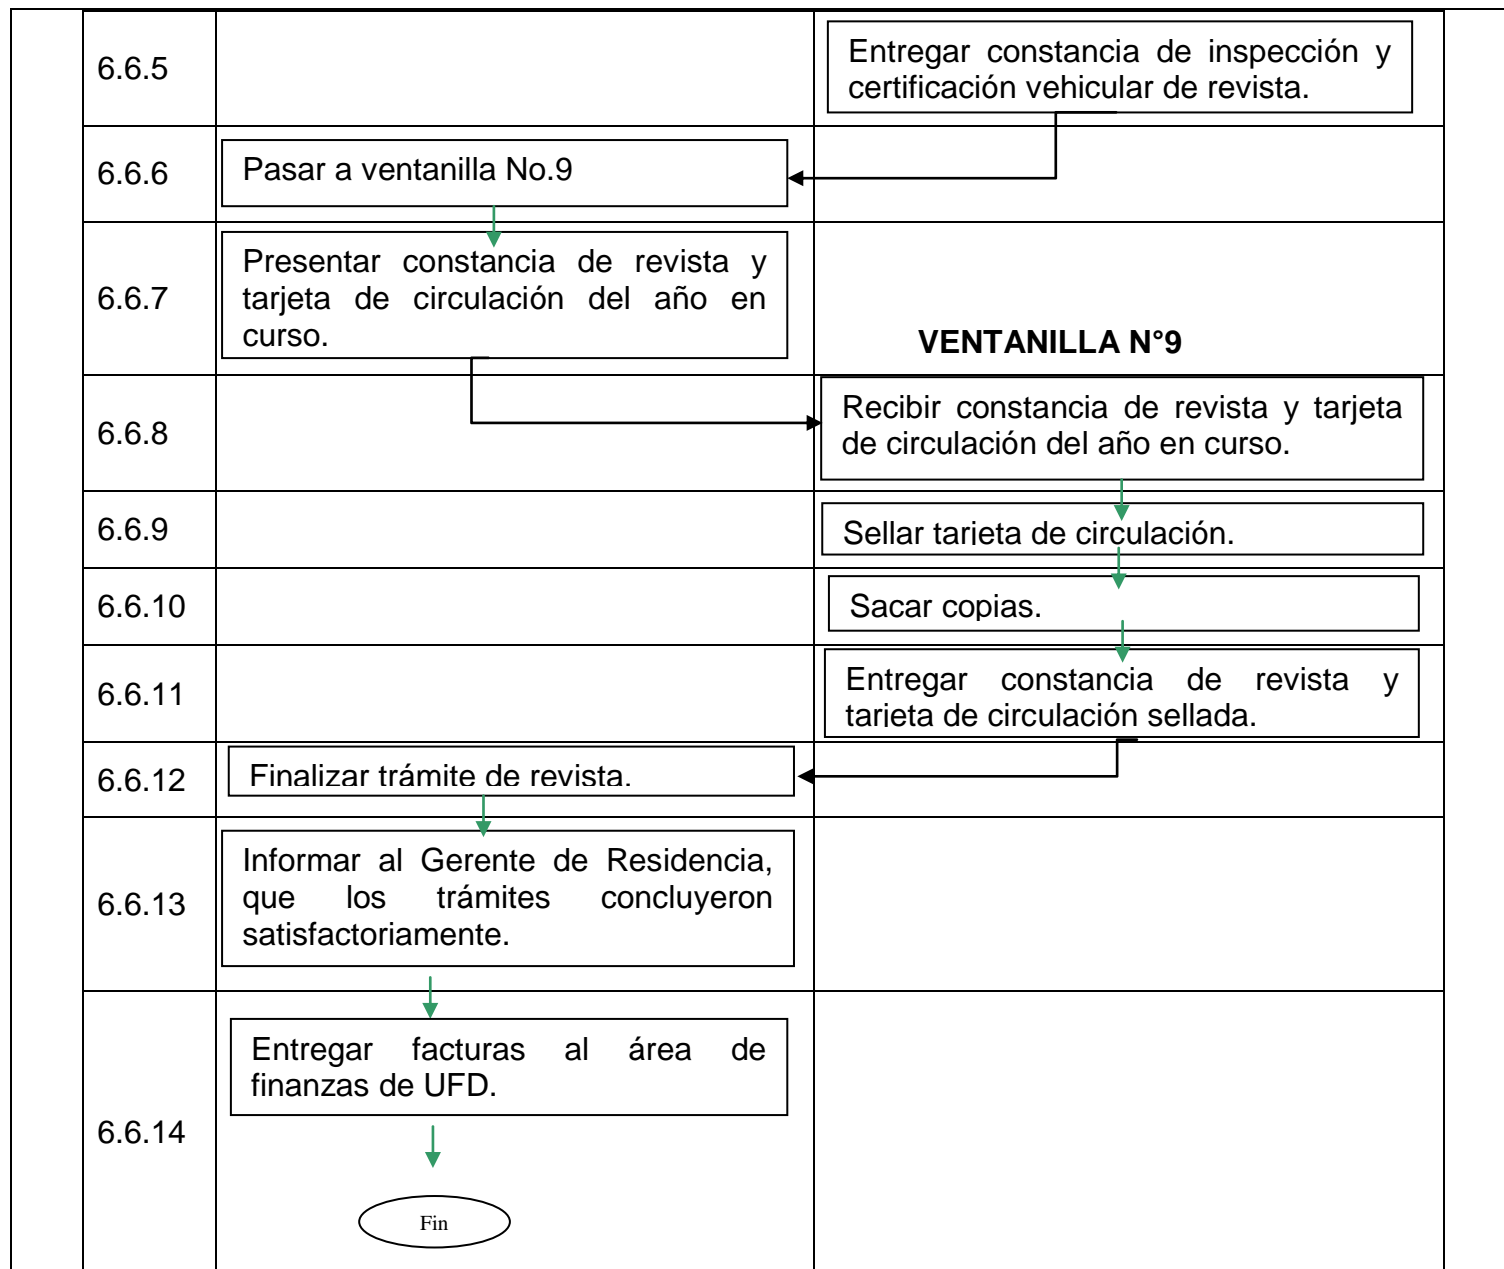 6.6.5
Entregar constancia de inspección y
certificación vehicular de revista.
6.6.6
Pasar a ventanilla No.9
6.6.7
Presentar constancia de revista y
tarjeta de circulación del año en
curso.
VENTANILLA N°9
6.6.8
Recibir constancia de revista y tarjeta
de circulación del año en curso.
6.6.9
Sellar tarjeta de circulación.
6.6.10
Sacar copias.
6.6.11
Entregar constancia de revista y
tarjeta de circulación sellada.
6.6.12
Finalizar trámite de revista.
6.6.13
Informar al Gerente de Residencia,
que los trámites concluyeron
satisfactoriamente.
6.6.14
Entregar facturas al área de
finanzas de UFD.
Fin